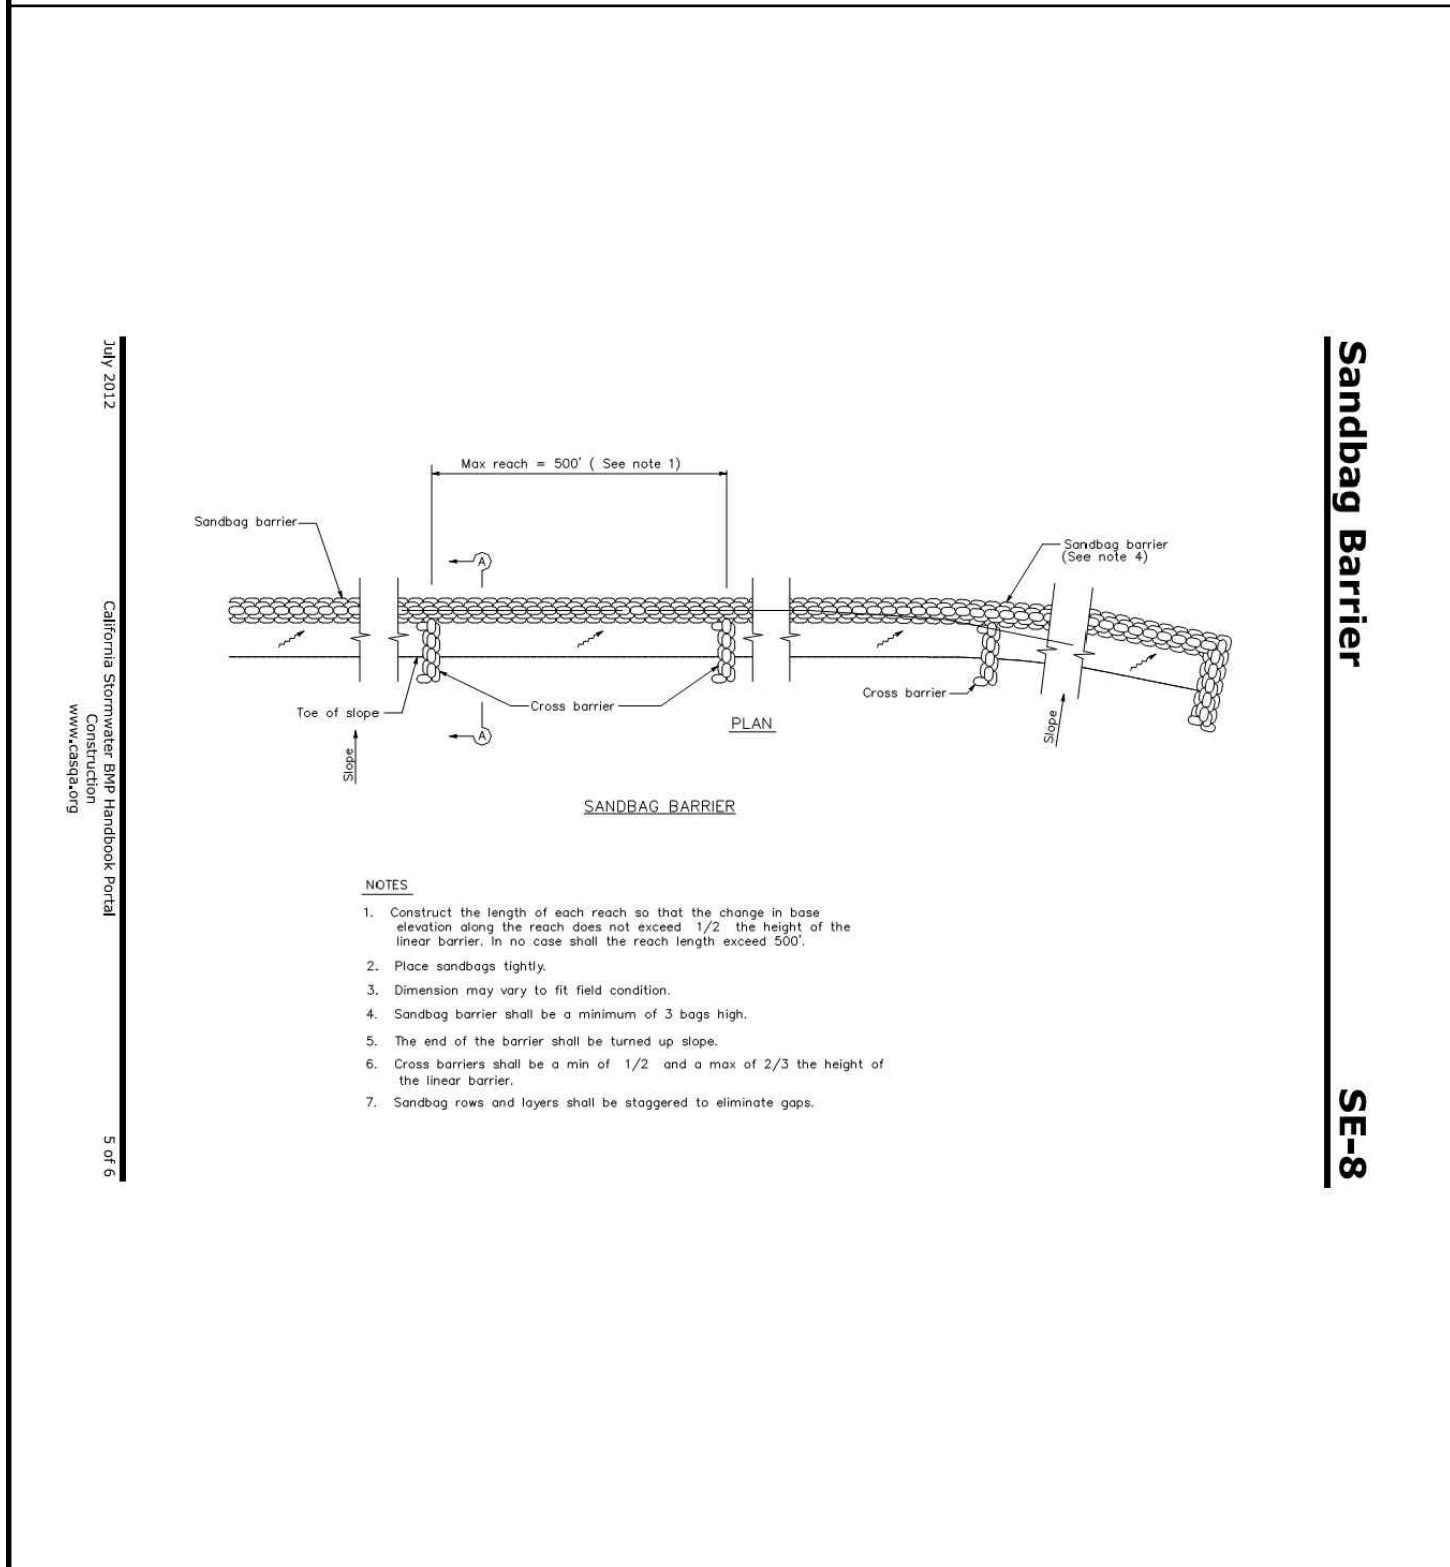 Sandbag Barrier
SE-8
Max reach = 500' ( See note 1)
Sandbag barrier
A
Sandbag barrier
(See note 4)
Cross barrier
Cross barrier
Toe of slope
A
PLAN
Slope
Slope
SANDBAG BARRIER
NOTES
1. Construct the length of each reach so that the change in base
elevation along the reach does not exceed 1/2 the height of the
linear barrier. In no case shall the reach length exceed 500'.
2. Place sandbags tightly.
3. Dimension may vary to fit field condition.
4. Sandbag barrier shall be a minimum of 3 bags high.
5. The end of the barrier shall be turned up slope.
6. Cross barriers shall be a min of 1/2 and a max of 2/3 the height of
the linear barrier.
7. Sandbag rows and layers shall be staggered to eliminate gaps.
July 2012
California Stormwater BMP Handbook Portal
Construction
www.casqa.org
5 of 6